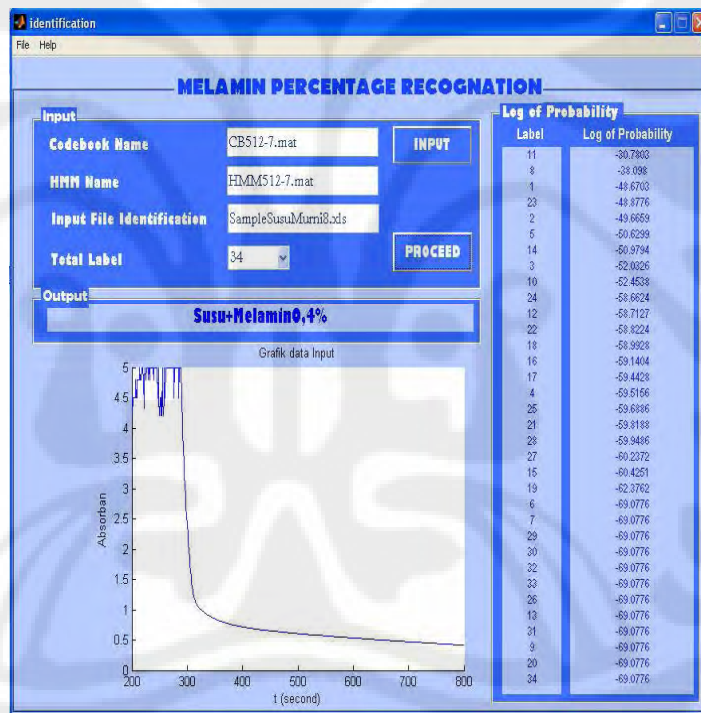 identification
File Help
MELAMIN PERCENTAGE RECOGNATION
Input
Codebook Name CB512-7.mat INPUT
HMM Name HMM512-7.mat
Input File Identification SampleSusuMurni8.xls
Total Label 34 PROCEED
Output
Susu+Melamin0,4%
Grafik data Input
Absorban
5
4.5
4
3.5
3
2.5
2
1.5
1
0.5
0
200 300 400 500 600 700 800
t (second)
Log of Probability
Label Log of Probability
11 -30.7803
8 -38.098
1 -48.6703
23 -48.8776
2 -49.6659
5 -50.6299
14 -50.9794
3 -52.0326
10 -52.4538
24 -58.6624
12 -58.7127
22 -58.8224
18 -58.9928
16 -59.1404
17 -59.4428
4 -59.5156
25 -59.6886
21 -59.8188
28 -59.9486
27 -60.2372
15 -60.4251
19 -62.3762
6 -69.0776
7 -69.0776
29 -69.0776
30 -69.0776
32 -69.0776
33 -69.0776
26 -69.0776
13 -69.0776
31 -69.0776
9 -69.0776
20 -69.0776
34 -69.0776